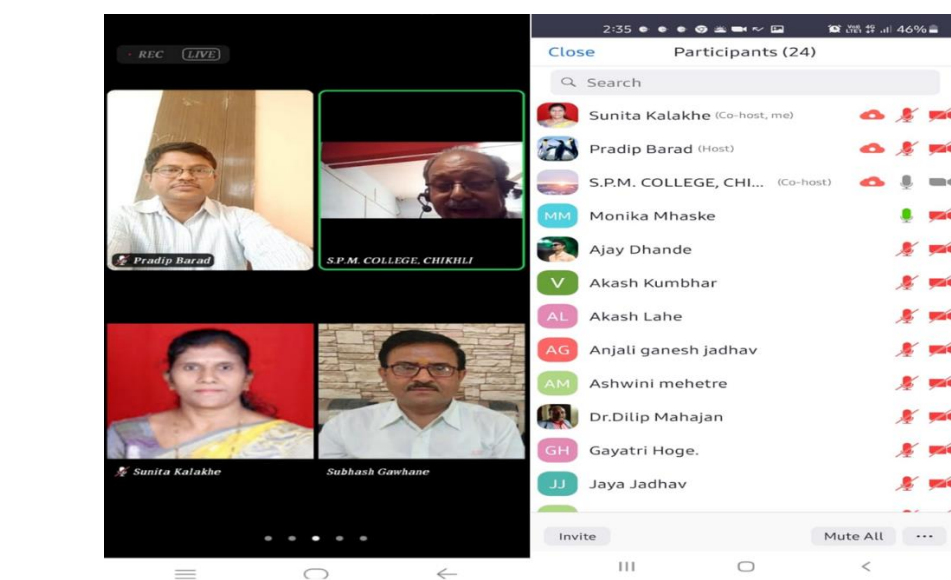 REC LIVE
Pradip Barad
S.P.M. COLLEGE, CHIKHLI
Sunita Kalakhe
Subhash Gawhane
2:35 46%
Close Participants (24)
Search
Sunita Kalakhe (Co-host, me)
Pradip Barad (Host)
S.P.M. COLLEGE, CHI... (Co-host)
MM Monika Mhaske
Ajay Dhande
V Akash Kumbhar
AL Akash Lahe
AG Anjali ganesh jadhav
AM Ashwini mehetre
Dr.Dilip Mahajan
GH Gayatri Hoge.
JJ Jaya Jadhav
Invite Mute All ...